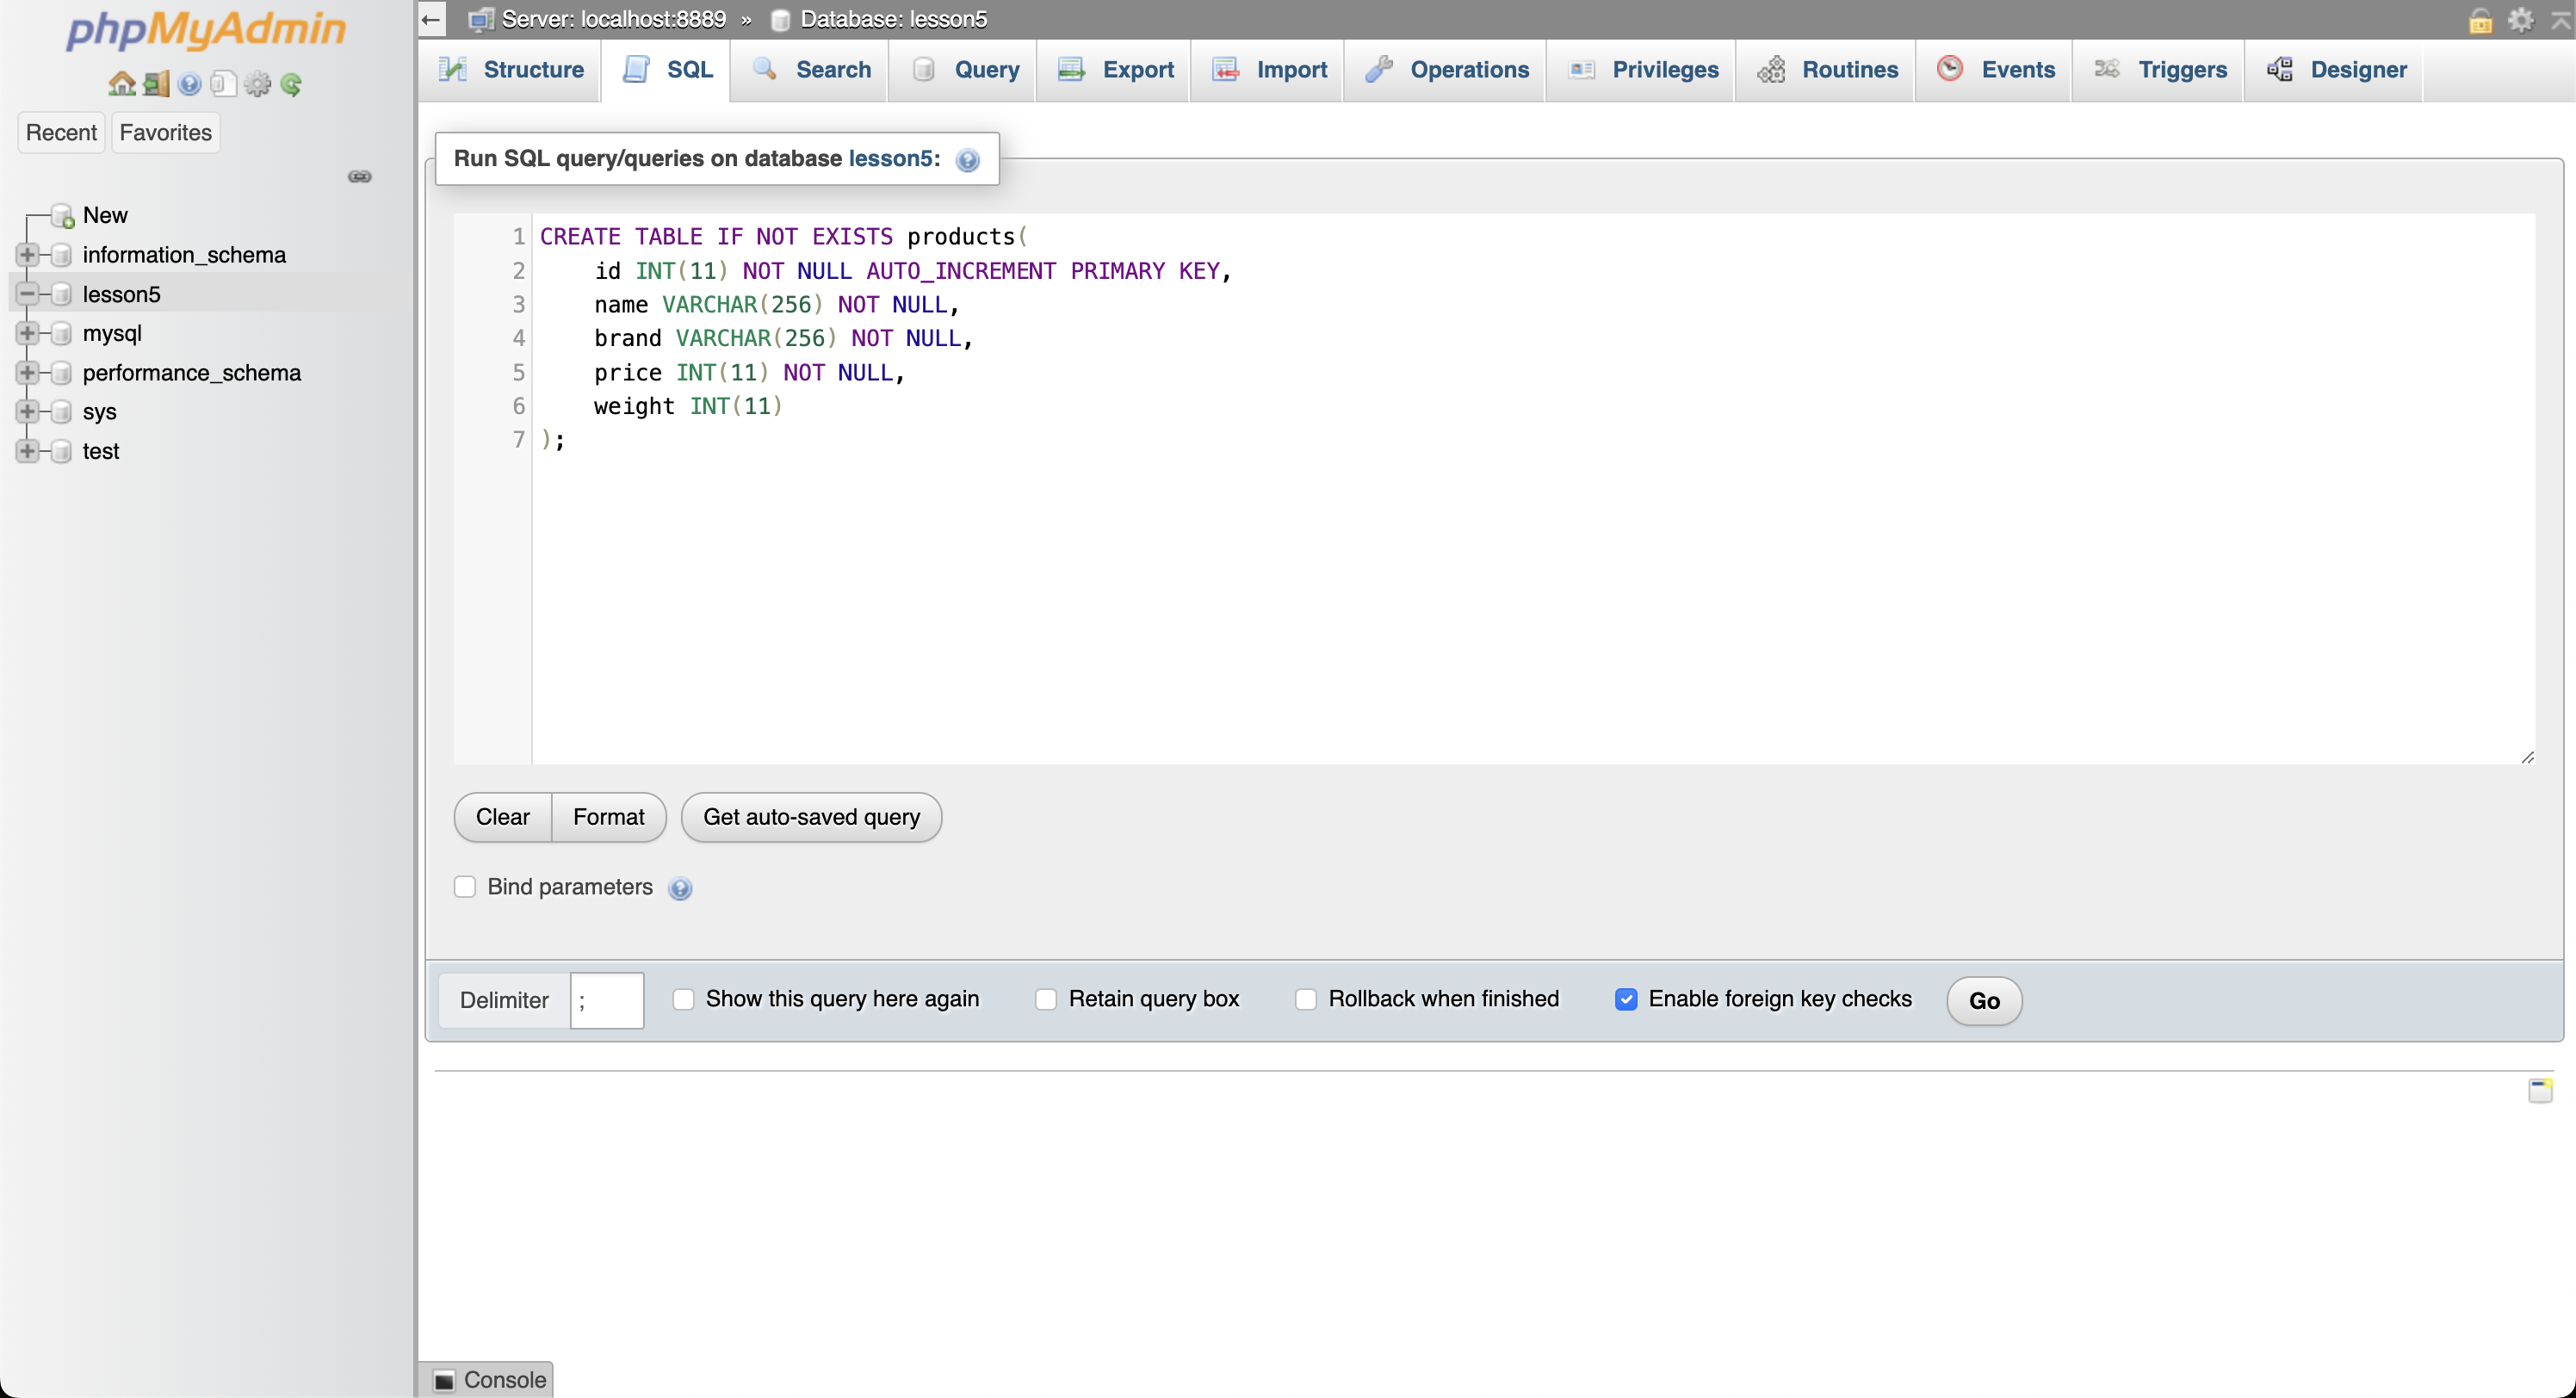 phpMyAdmin
Recent Favorites
New
information_schema
lesson5
mysql
performance_schema
sys
test
Server: localhost:8889 » Database: lesson5
Structure SQL Search Query Export Import Operations Privileges Routines Events Triggers Designer
Run SQL query/queries on database lesson5:
1 CREATE TABLE IF NOT EXISTS products(
2     id INT(11) NOT NULL AUTO_INCREMENT PRIMARY KEY,
3     name VARCHAR(256) NOT NULL,
4     brand VARCHAR(256) NOT NULL,
5     price INT(11) NOT NULL,
6     weight INT(11)
7 );
Clear Format Get auto-saved query
Bind parameters
Delimiter ; Show this query here again Retain query box Rollback when finished Enable foreign key checks Go
Console